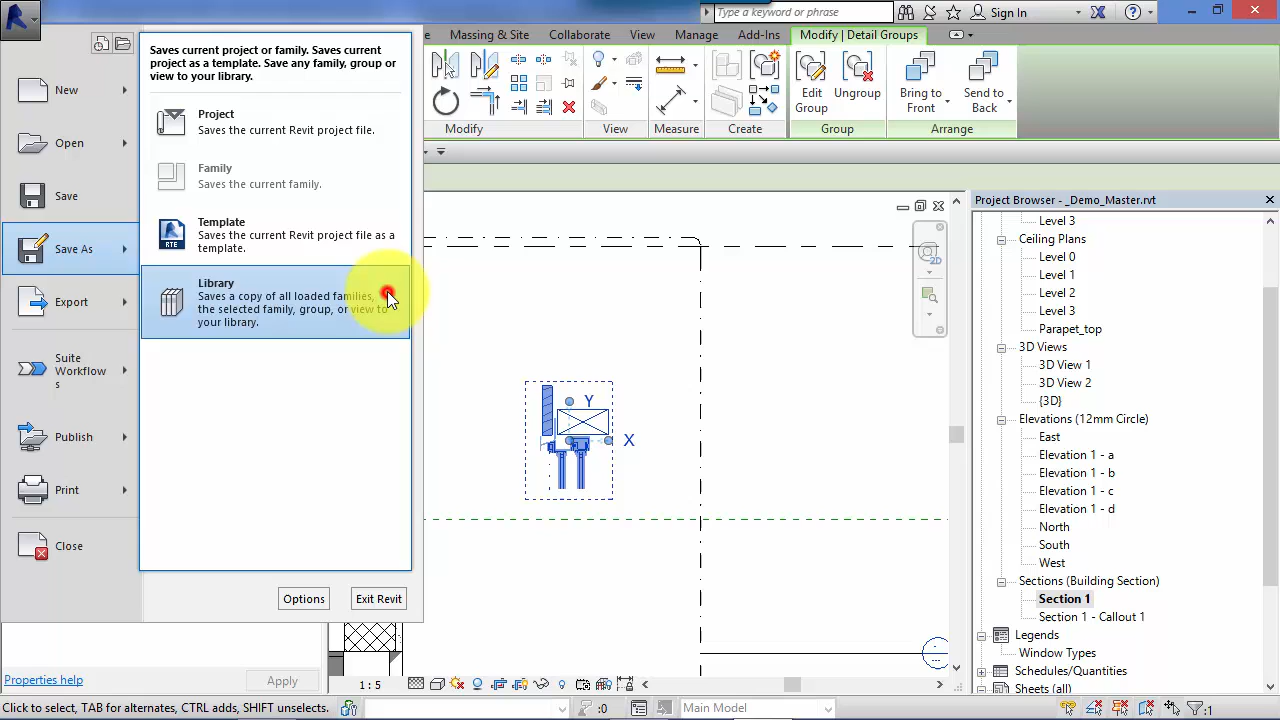 Type a keyword or phrase
Sign In
Massing & Site
Collaborate
View
Manage
Add-Ins
Modify | Detail Groups
Saves current project or family. Saves
current project as a template. Save any family, group or
view to your library.
New
Open
Save
Save As
Export
Suite
Workflow
s
Publish
Print
Close
Project
Saves the current Revit project file.
Family
Saves the current family.
Template
Saves the current Revit project file as a
template.
RTE
Library
Saves a copy of all loaded families,
the selected family, group, or view to
your library.
Options
Exit Revit
Edit
Group
Ungroup
Bring to
Front
Send to
Back
Modify
View
Measure
Create
Group
Arrange
2D
Y
X
Project Browser - _Demo_Master.rvt
Level 3
Ceiling Plans
Level 0
Level 1
Level 2
Level 3
Parapet_top
3D Views
3D View 1
3D View 2
{3D}
Elevations (12mm Circle)
East
Elevation 1 - a
Elevation 1 - b
Elevation 1 - c
Elevation 1 - d
North
South
West
Sections (Building Section)
Section 1
Section 1 - Callout 1
Legends
Window Types
Schedules/Quantities
Sheets (all)
Properties help
Apply
1 : 5
Click to select, TAB for alternates, CTRL adds, SHIFT unselects.
:0
Main Model
:1